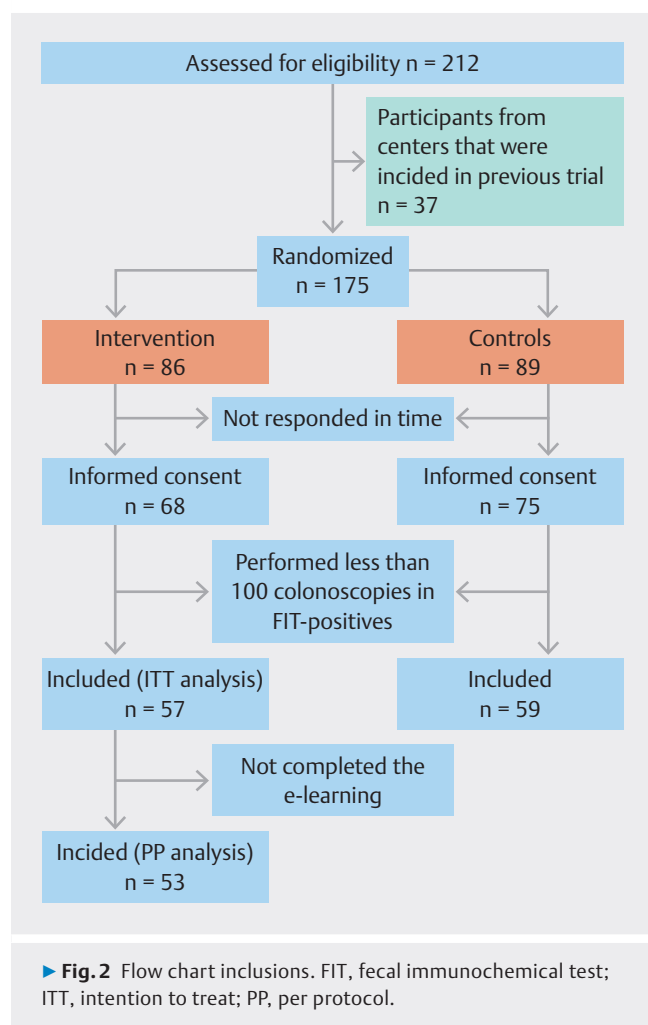 Assessed for eligibility n = 212
Participants from
centers that were
incided in previous trial
n = 37
Randomized
n = 175
Intervention
n = 86
Controls
n = 89
Not responded in time
Informed consent
n = 68
Informed consent
n = 75
Performed less than
100 colonoscopies in
FIT-positives
Included (ITT analysis)
n = 57
Included
n = 59
Not completed the
e-learning
Incided (PP analysis)
n = 53
▶ Fig. 2 Flow chart inclusions. FIT, fecal immunochemical test;
ITT, intention to treat; PP, per protocol.